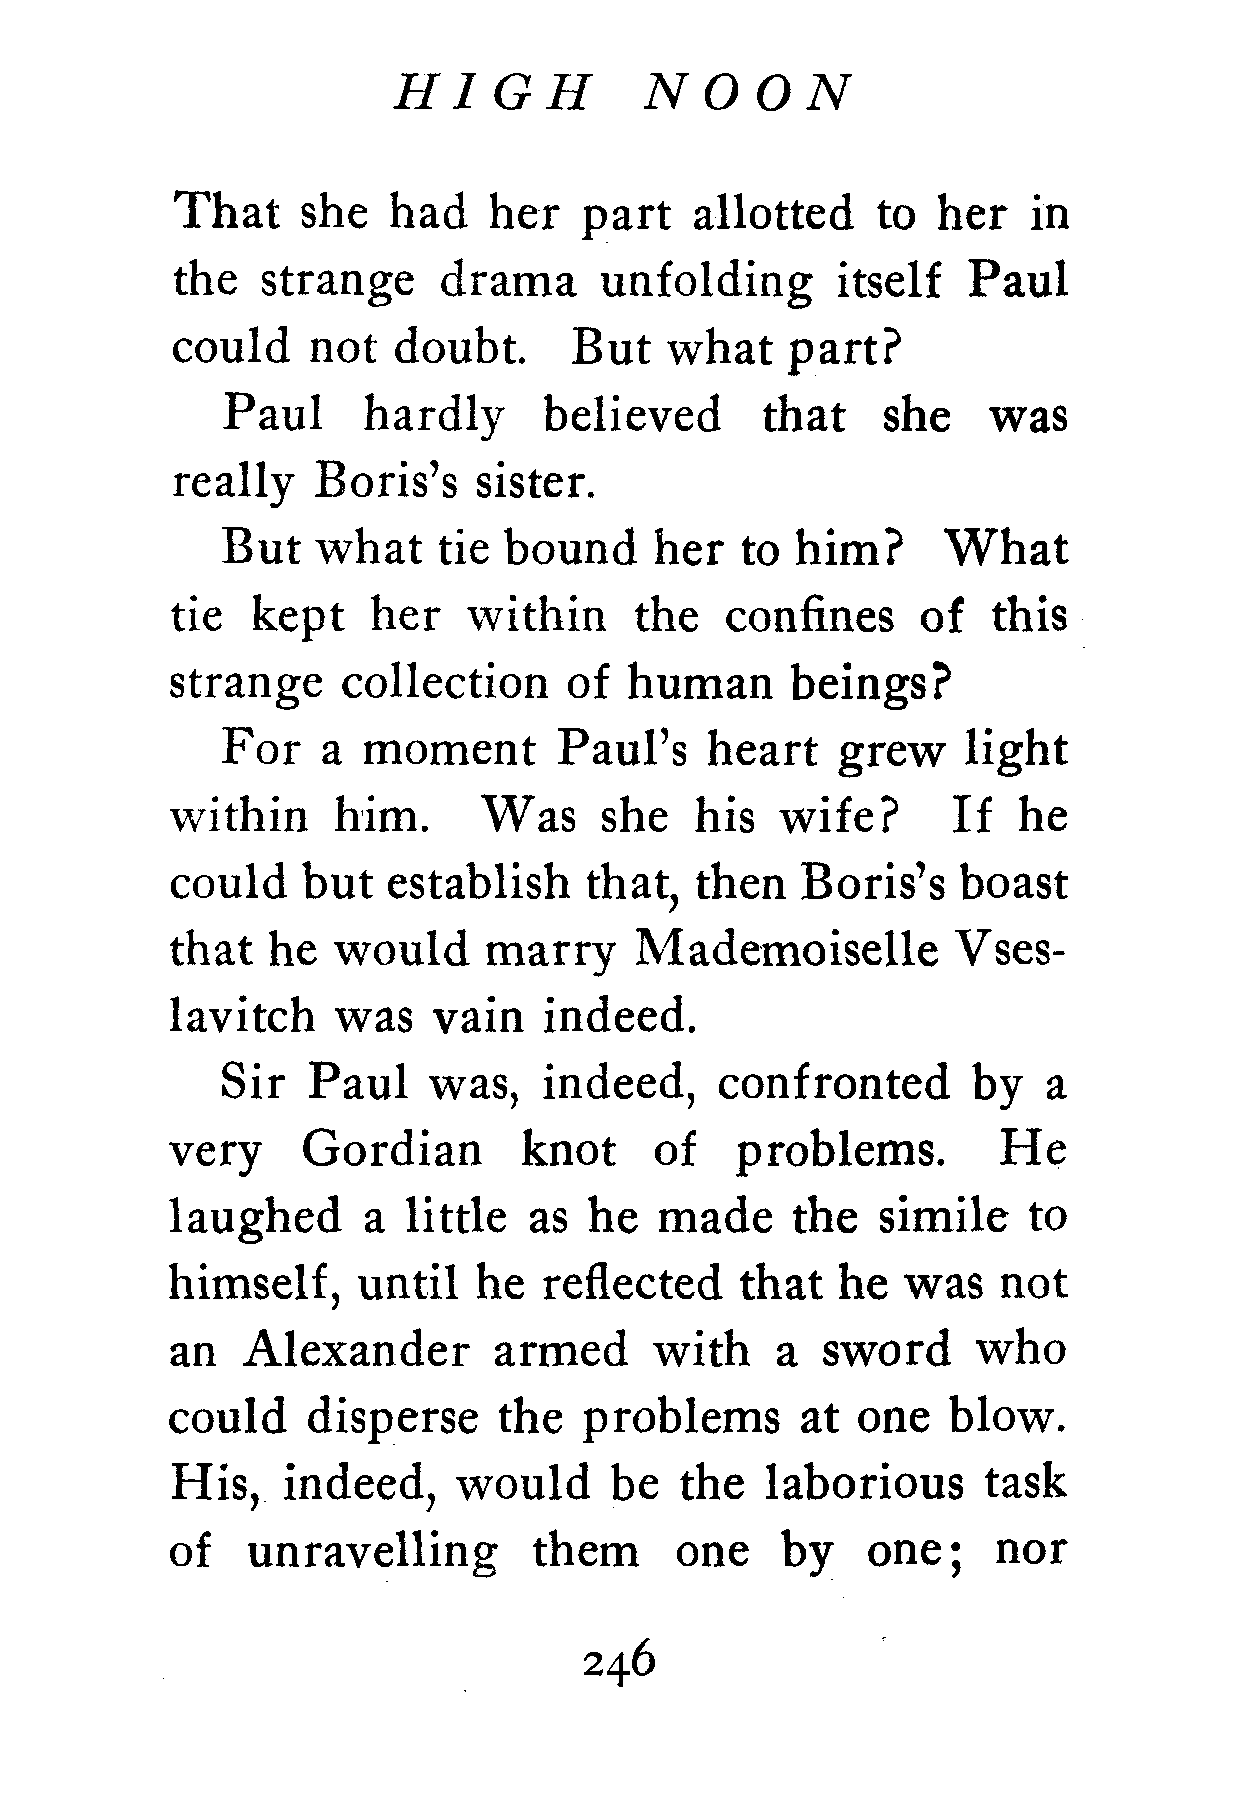 HIGH NOON
That she had her part allotted to her in
the strange drama unfolding itself Paul
could not doubt. But what part?
Paul hardly believed that she was
really Boris's sister.
But what tie bound her to him? What
tie kept her within the confines of this
strange collection of human beings?
For a moment Paul's heart grew light
within him. Was she his wife? If he
could but establish that, then Boris's boast
that he would marry Mademoiselle Vses-
lavitch was vain indeed.
Sir Paul was, indeed, confronted by a
very Gordian knot of problems. He
laughed a little as he made the simile to
himself, until he reflected that he was not
an Alexander armed with a sword who
could disperse the problems at one blow.
His, indeed, would be the laborious task
of unravelling them one by one; nor
246